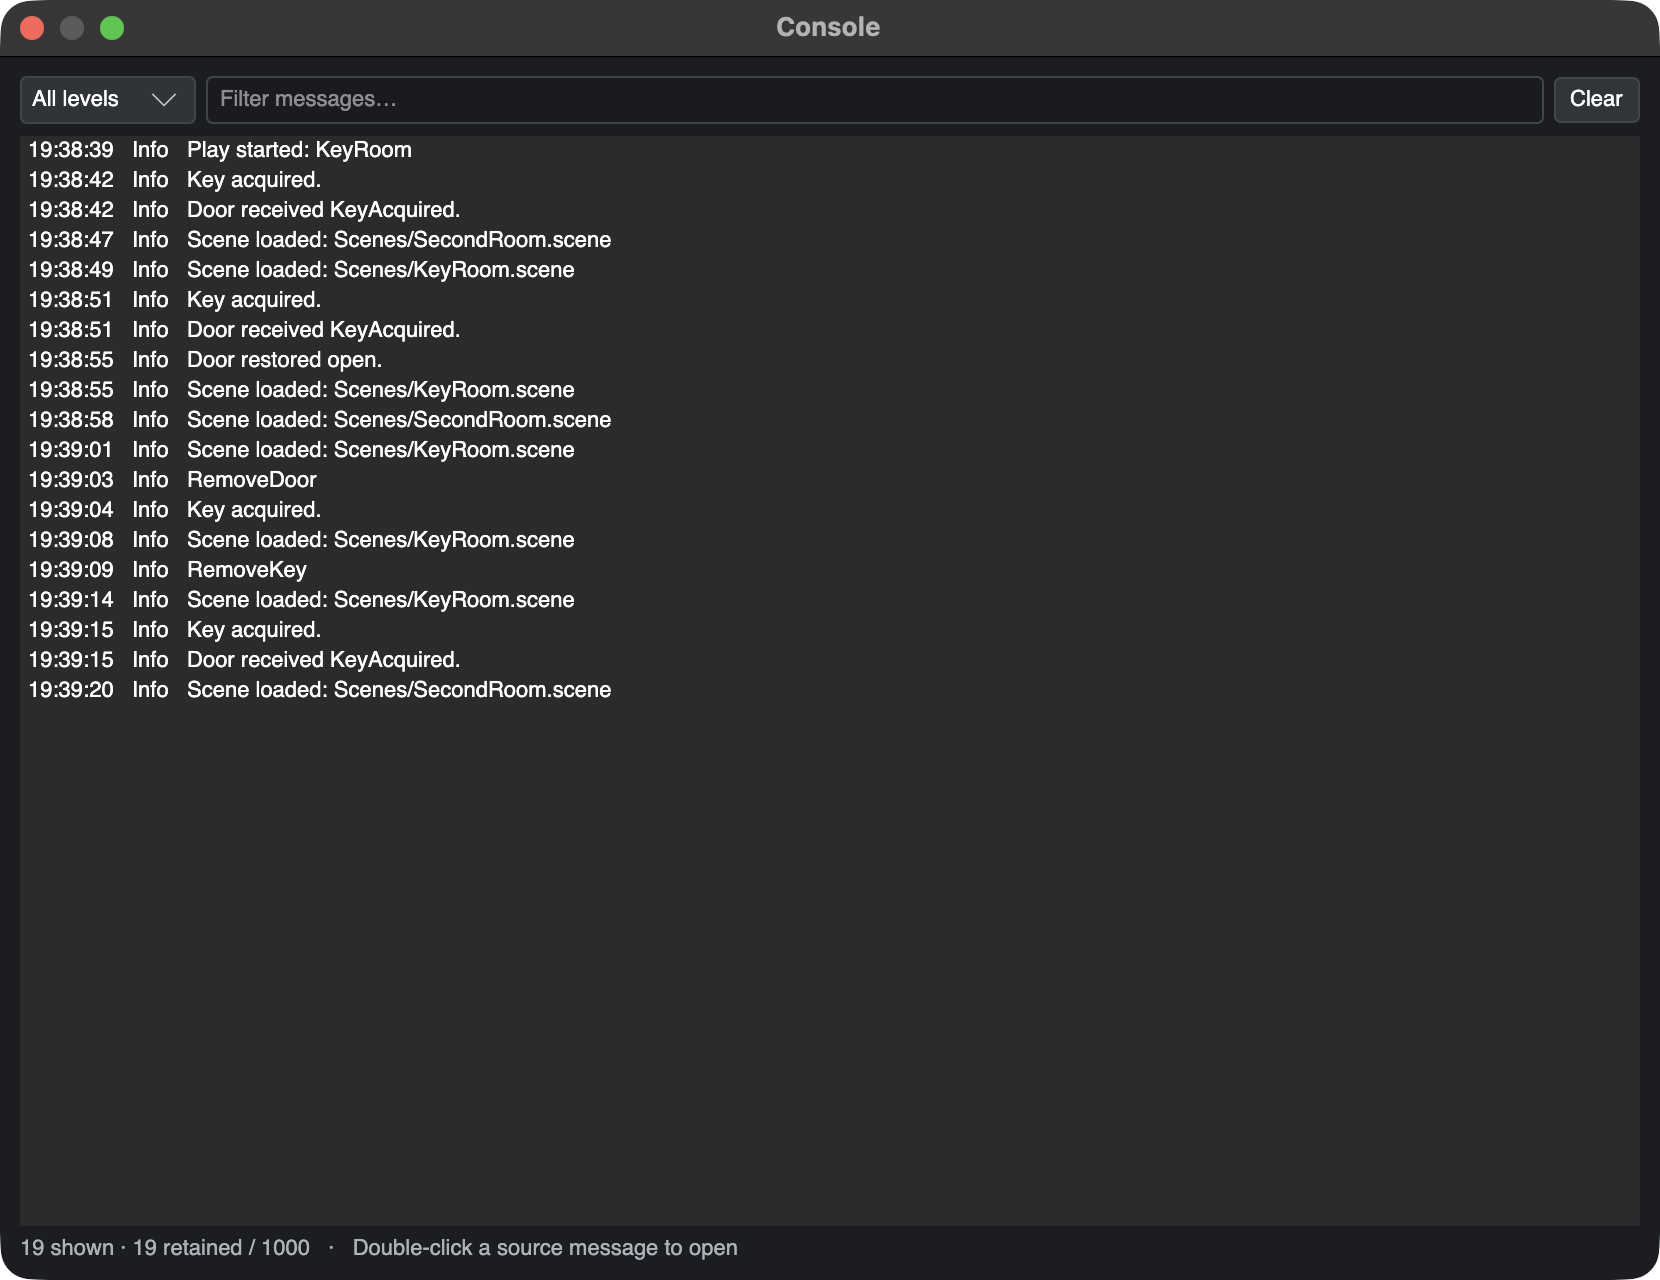 Console
All levels
Filter messages…
Clear
19:38:39 Info Play started: KeyRoom
19:38:42 Info Key acquired.
19:38:42 Info Door received KeyAcquired.
19:38:47 Info Scene loaded: Scenes/SecondRoom.scene
19:38:49 Info Scene loaded: Scenes/KeyRoom.scene
19:38:51 Info Key acquired.
19:38:51 Info Door received KeyAcquired.
19:38:55 Info Door restored open.
19:38:55 Info Scene loaded: Scenes/KeyRoom.scene
19:38:58 Info Scene loaded: Scenes/SecondRoom.scene
19:39:01 Info Scene loaded: Scenes/KeyRoom.scene
19:39:03 Info RemoveDoor
19:39:04 Info Key acquired.
19:39:08 Info Scene loaded: Scenes/KeyRoom.scene
19:39:09 Info RemoveKey
19:39:14 Info Scene loaded: Scenes/KeyRoom.scene
19:39:15 Info Key acquired.
19:39:15 Info Door received KeyAcquired.
19:39:20 Info Scene loaded: Scenes/SecondRoom.scene
19 shown · 19 retained / 1000 · Double-click a source message to open